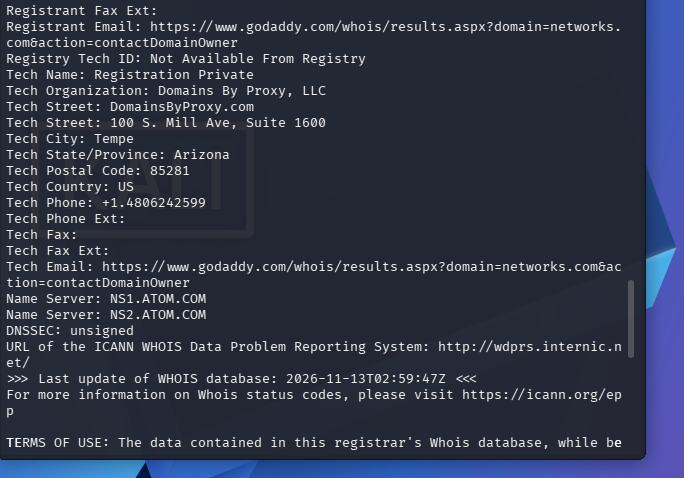 Registrant Fax Ext:
Registrant Email: https://www.godaddy.com/whois/results.aspx?domain=networks.
com&action=contactDomainOwner
Registry Tech ID: Not Available From Registry
Tech Name: Registration Private
Tech Organization: Domains By Proxy, LLC
Tech Street: DomainsByProxy.com
Tech Street: 100 S. Mill Ave, Suite 1600
Tech City: Tempe
Tech State/Province: Arizona
Tech Postal Code: 85281
Tech Country: US
Tech Phone: +1.4806242599
Tech Phone Ext:
Tech Fax:
Tech Fax Ext:
Tech Email: https://www.godaddy.com/whois/results.aspx?domain=networks.com&ac
tion=contactDomainOwner
Name Server: NS1.ATOM.COM
Name Server: NS2.ATOM.COM
DNSSEC: unsigned
URL of the ICANN WHOIS Data Problem Reporting System: http://wdprs.internic.n
et/
>>> Last update of WHOIS database: 2026-11-13T02:59:47Z <<<
For more information on Whois status codes, please visit https://icann.org/ep
p

TERMS OF USE: The data contained in this registrar's Whois database, while be